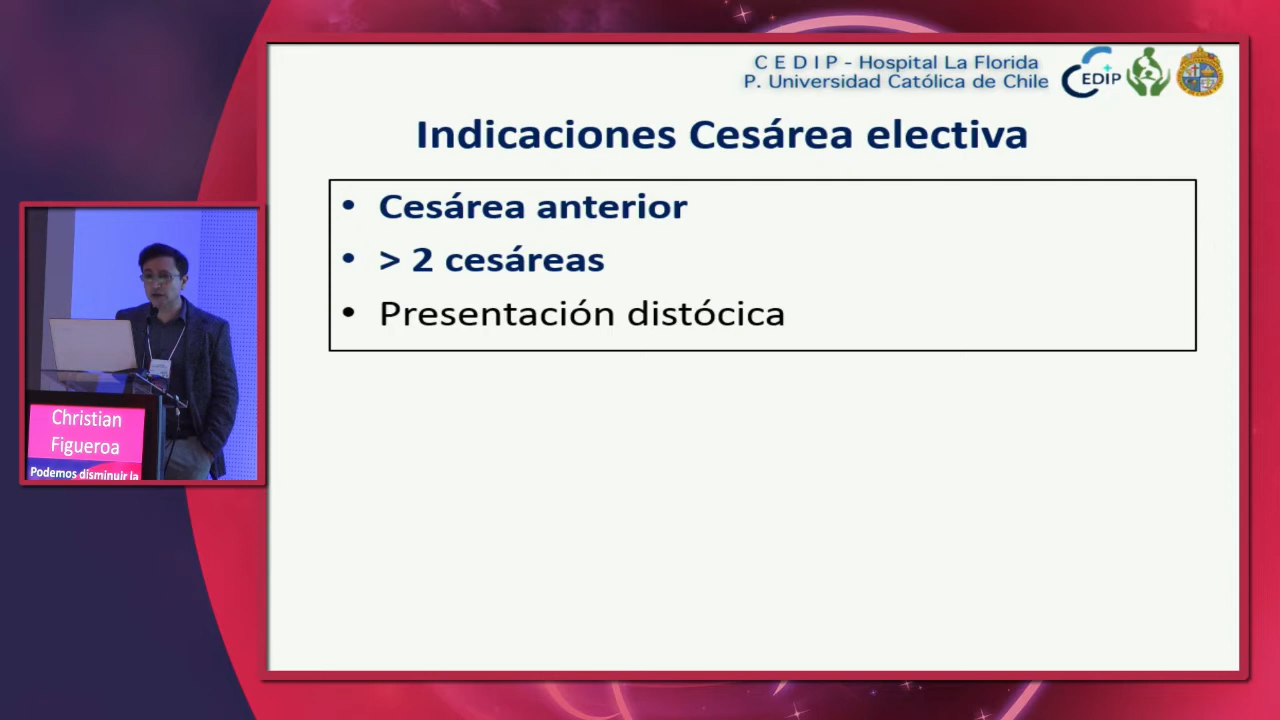 C E D I P - Hospital La Florida
P. Universidad Católica de Chile
CEDIP
Indicaciones Cesárea electiva
• Cesárea anterior
• > 2 cesáreas
• Presentación distócica
Christian
Figueroa
Podemos disminuir la